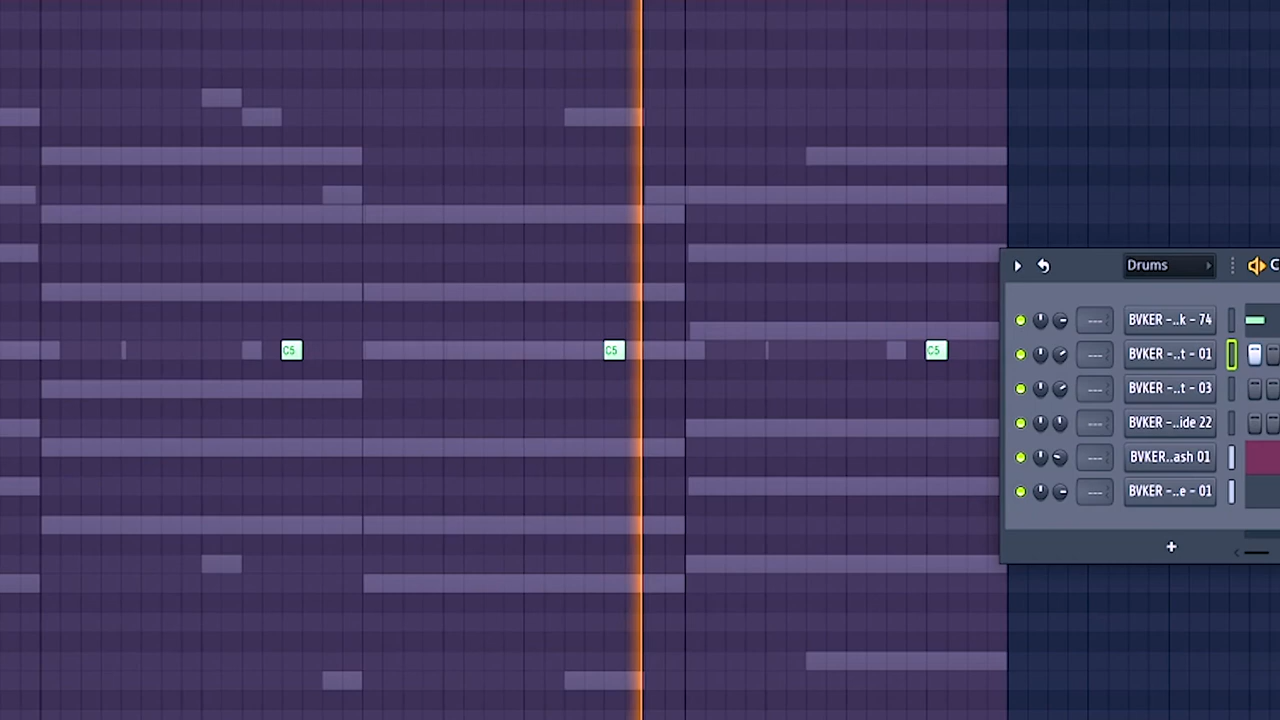 Drums
C
BVKER -..k - 74
C5 C5 C5
BVKER -..t - 01
BVKER -..t - 03
BVKER -..ide 22
BVKER..ash 01
BVKER -..e - 01